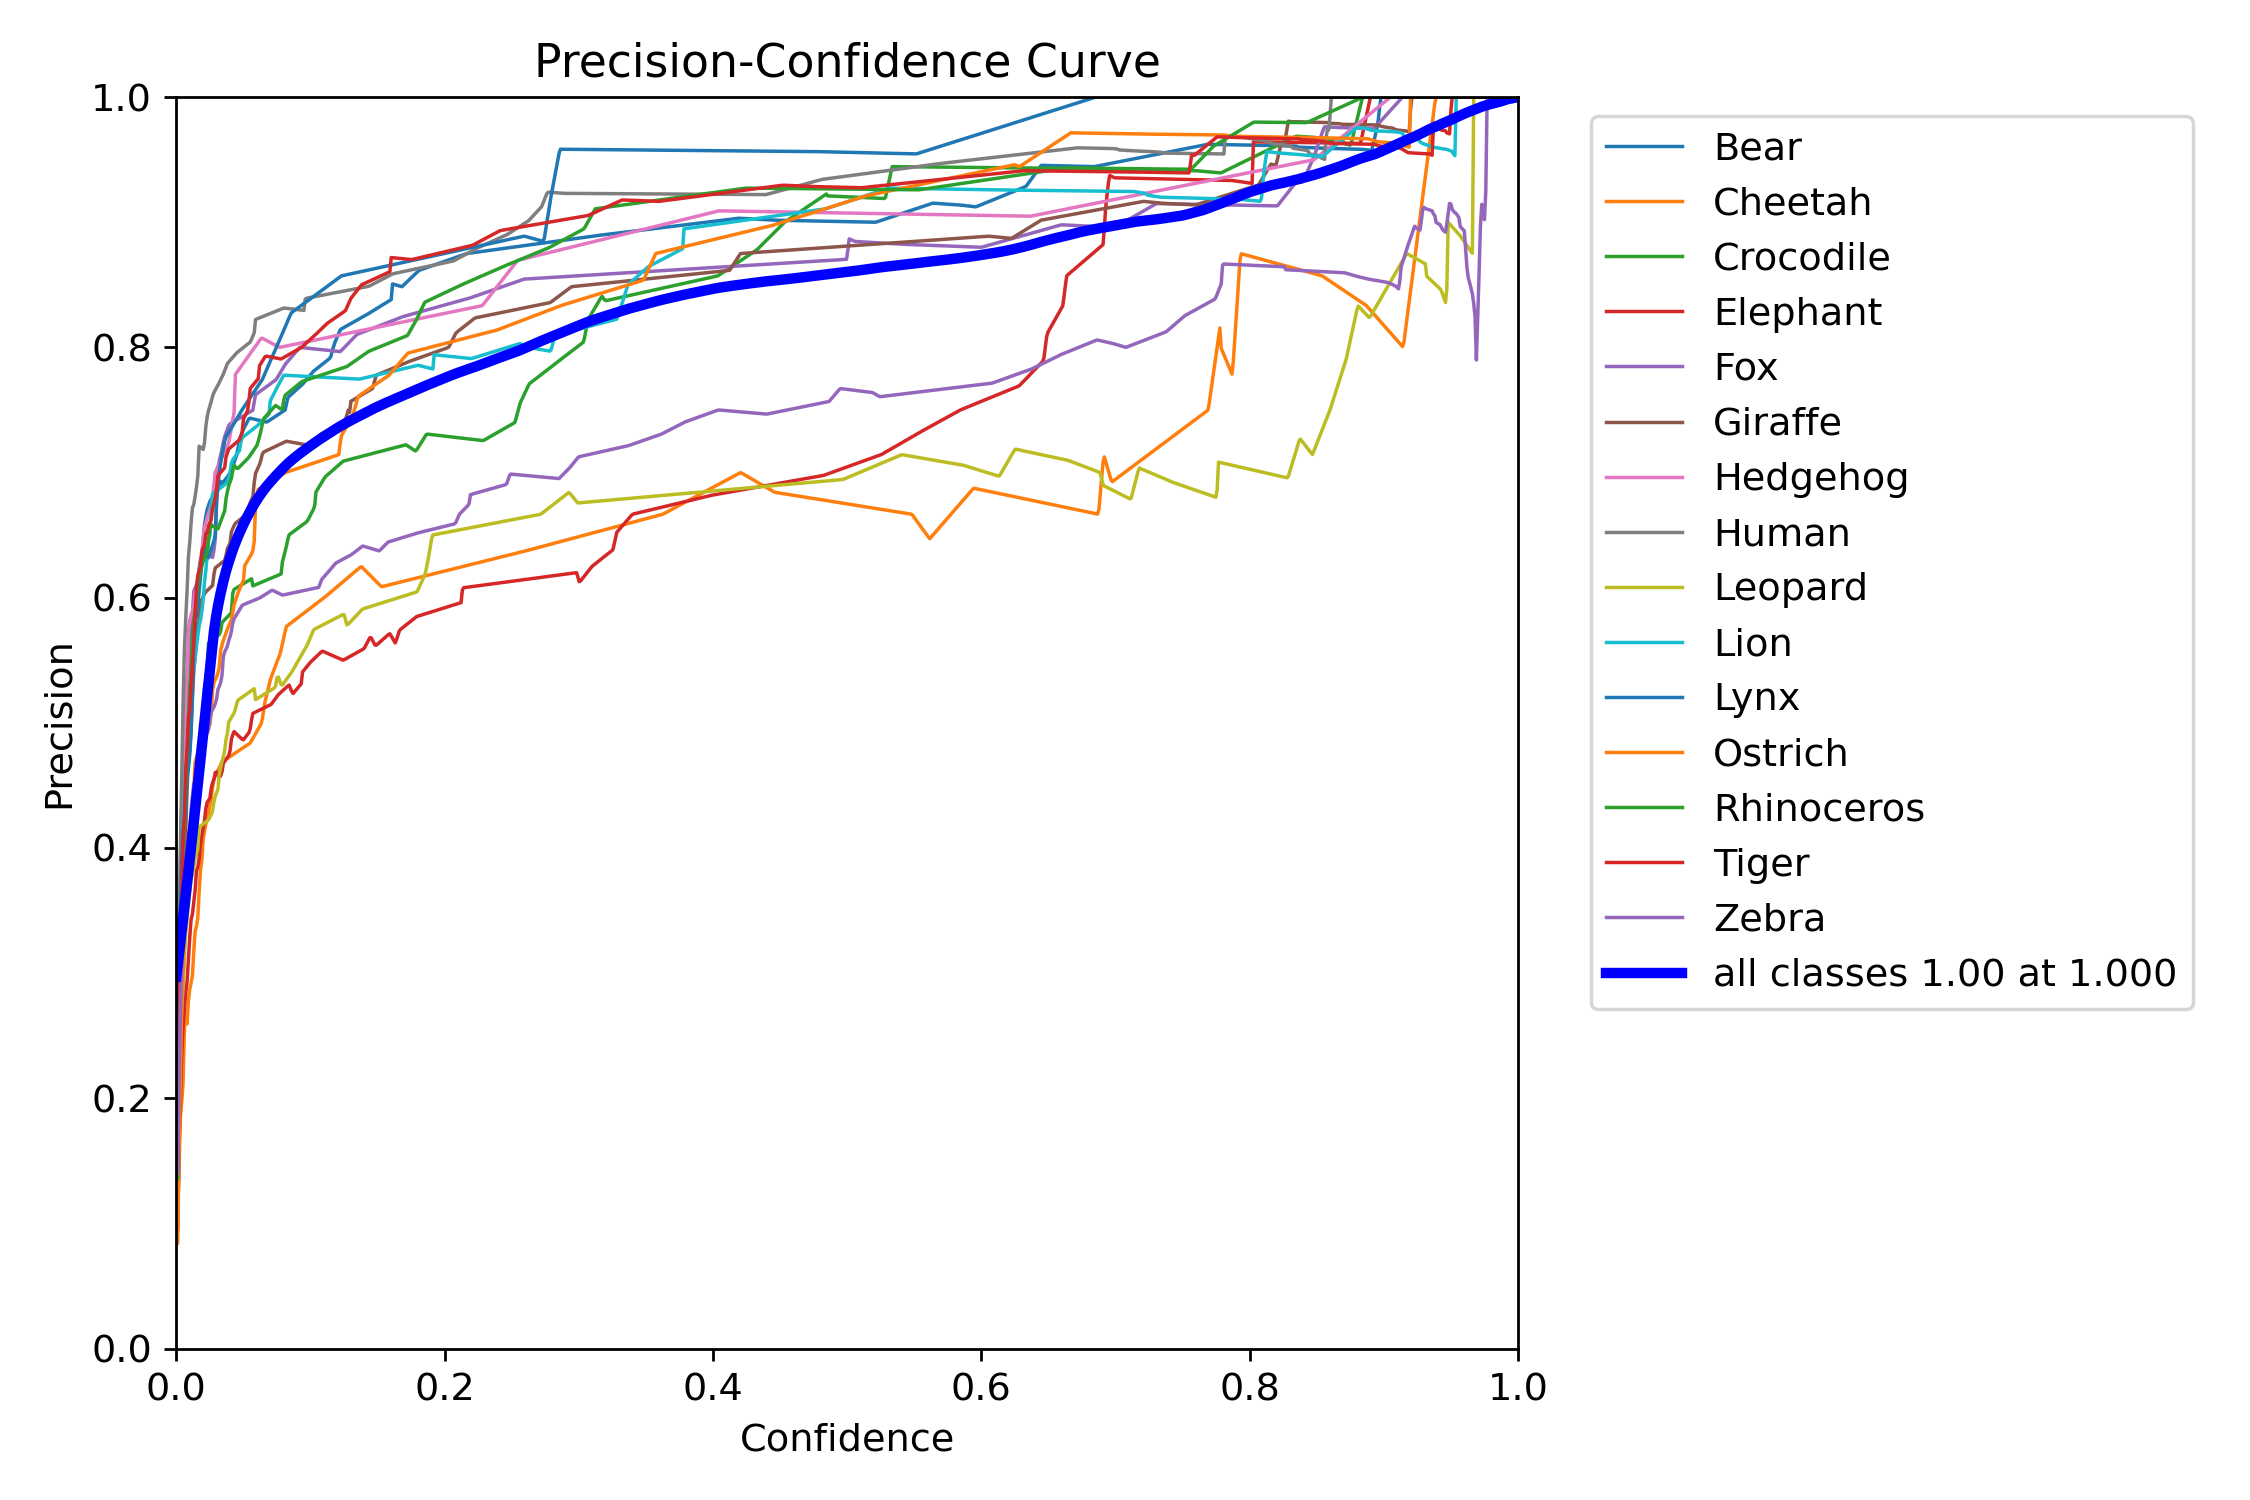 Precision-Confidence Curve
1.0
0.8
0.6
0.4
0.2
0.0
Precision
0.0 0.2 0.4 0.6 0.8 1.0
Confidence
Bear
Cheetah
Crocodile
Elephant
Fox
Giraffe
Hedgehog
Human
Leopard
Lion
Lynx
Ostrich
Rhinoceros
Tiger
Zebra
all classes 1.00 at 1.000